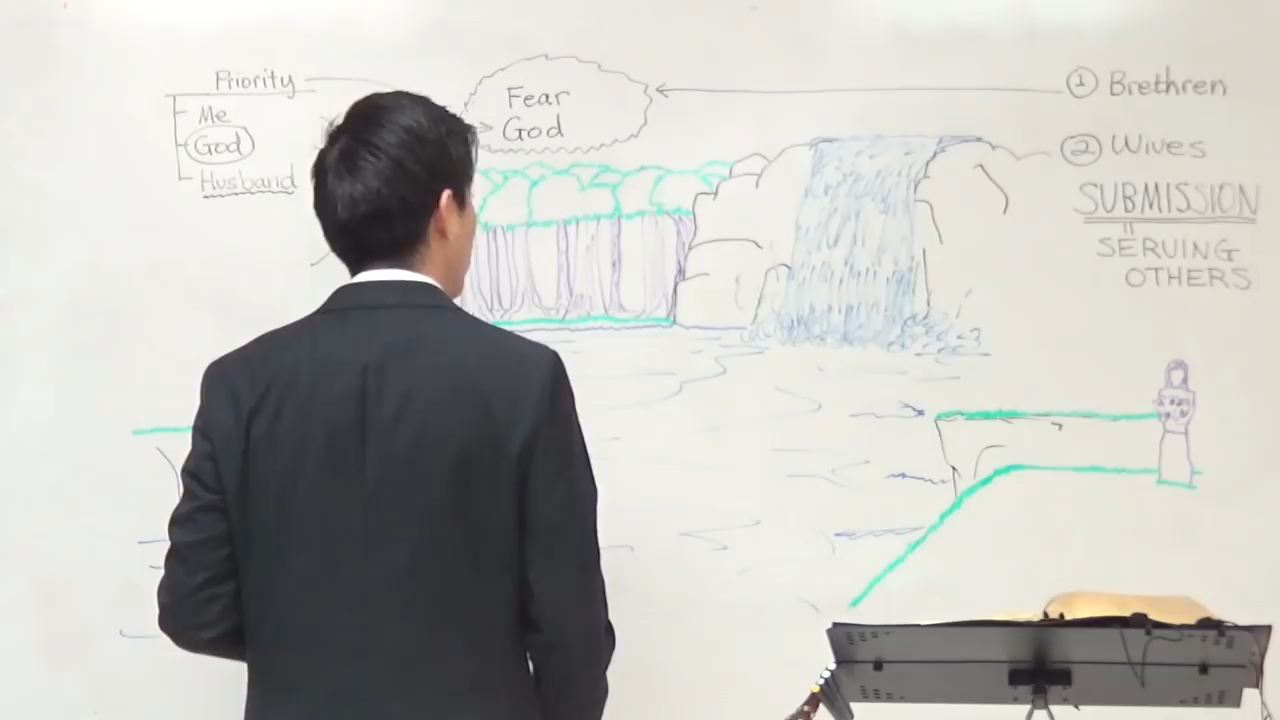 Priority
Me
God
Husband
Fear
God
① Brethren
② Wives
SUBMISSION
=
SERVING
OTHERS